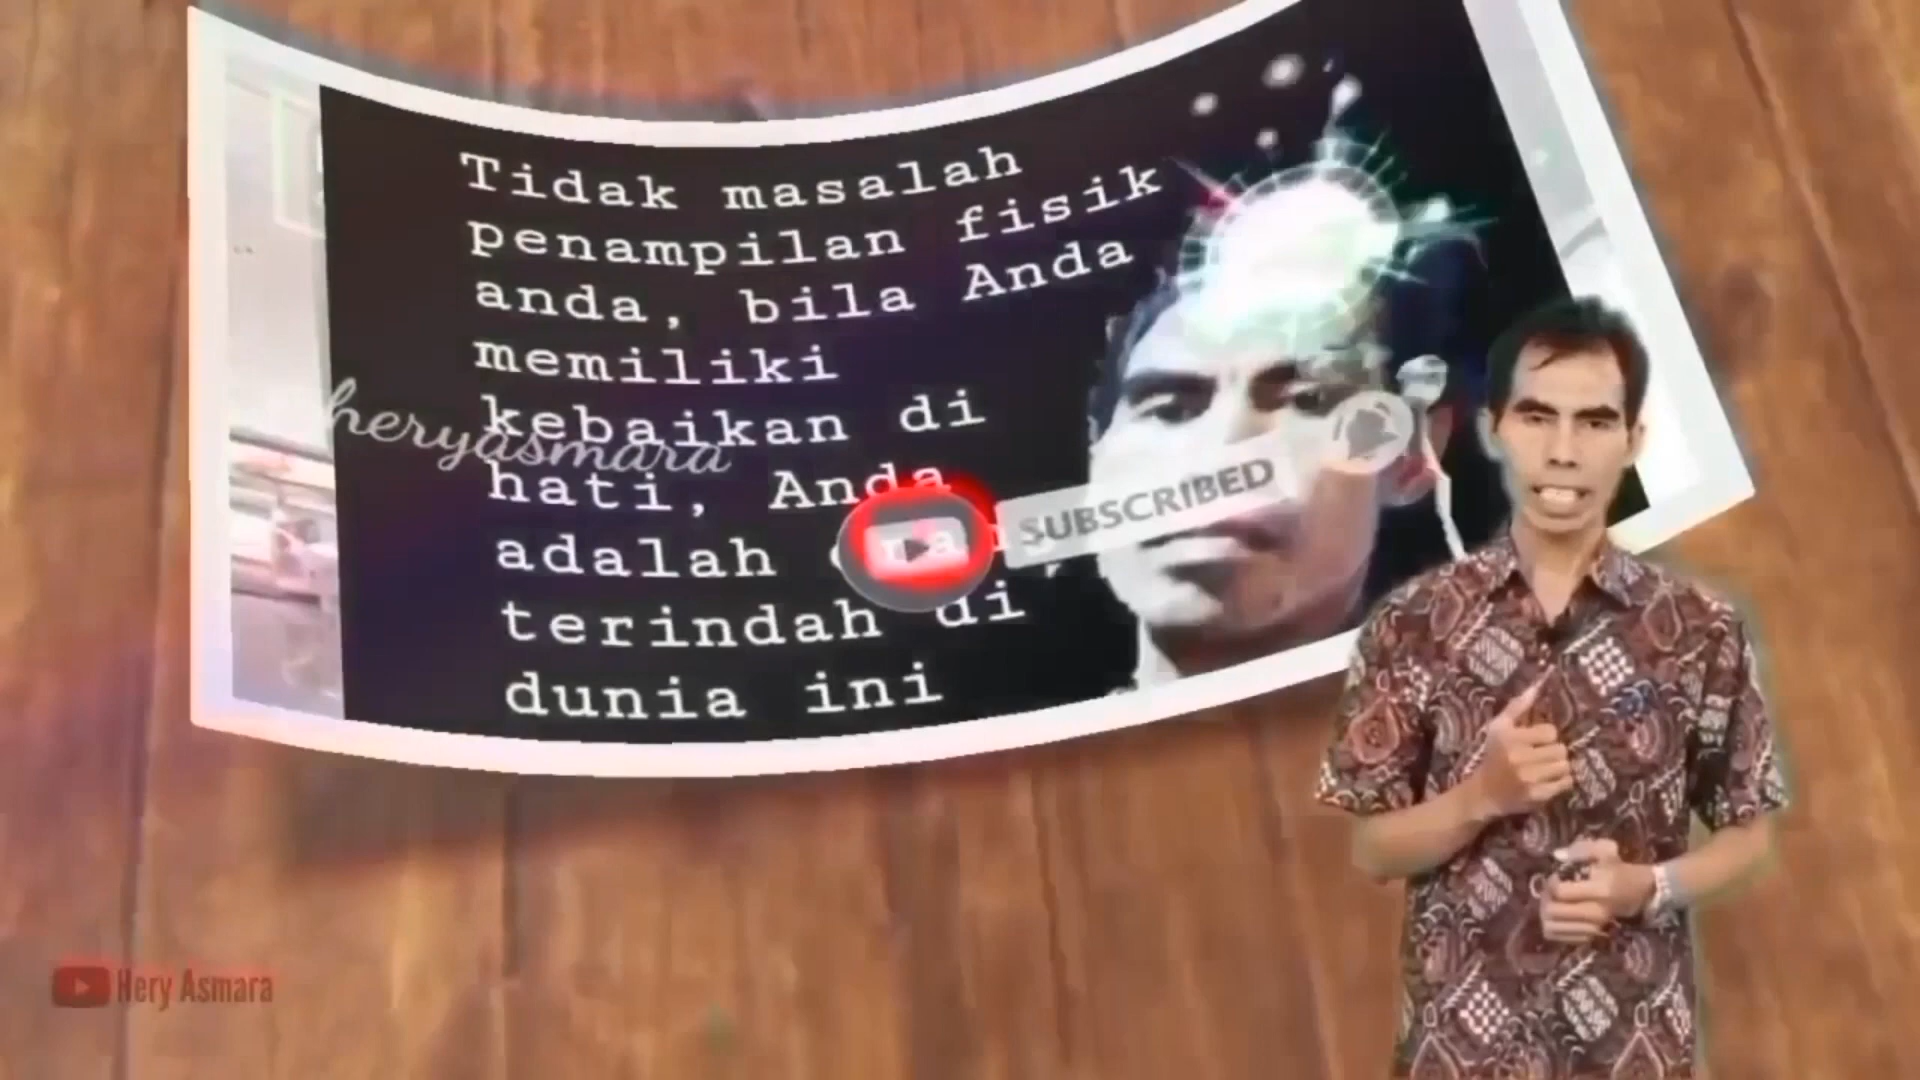 Tidak masalah
penampilan fisik
anda, bila Anda
memiliki
kebaikan di
heryasmara
hati, Anda
SUBSCRIBED
adalah
terindah di
dunia ini
Hery Asmara